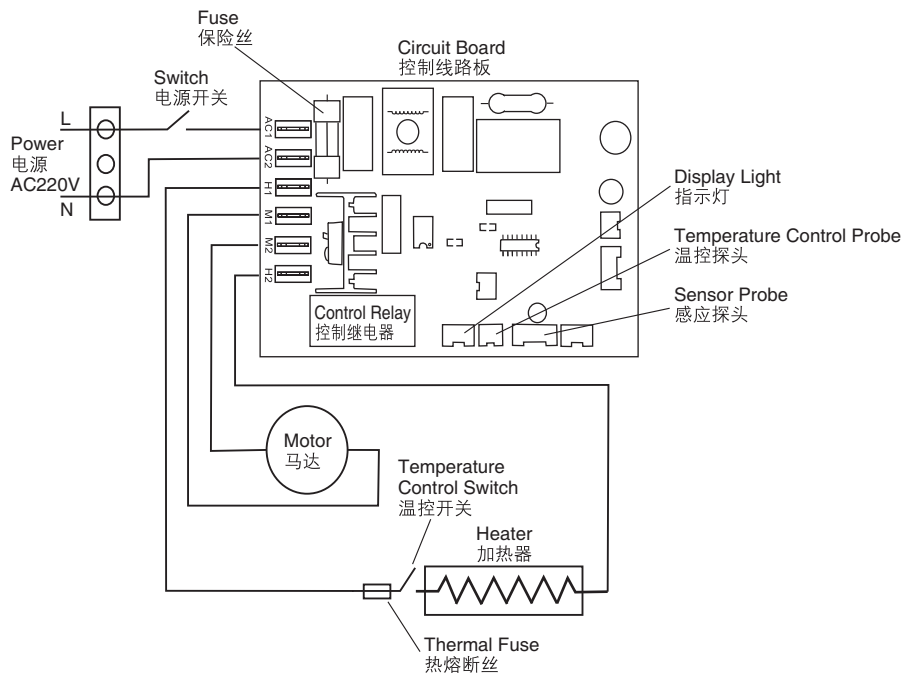 Fuse
保险丝
Circuit Board
控制线路板
Switch
电源开关
L
Power
电源
AC220V
N
AC1
AC2
H1
M1
M2
H2
Display Light
指示灯
Temperature Control Probe
温控探头
Sensor Probe
感应探头
Control Relay
控制继电器
Motor
马达
Temperature
Control Switch
温控开关
Heater
加热器
Thermal Fuse
热熔断丝